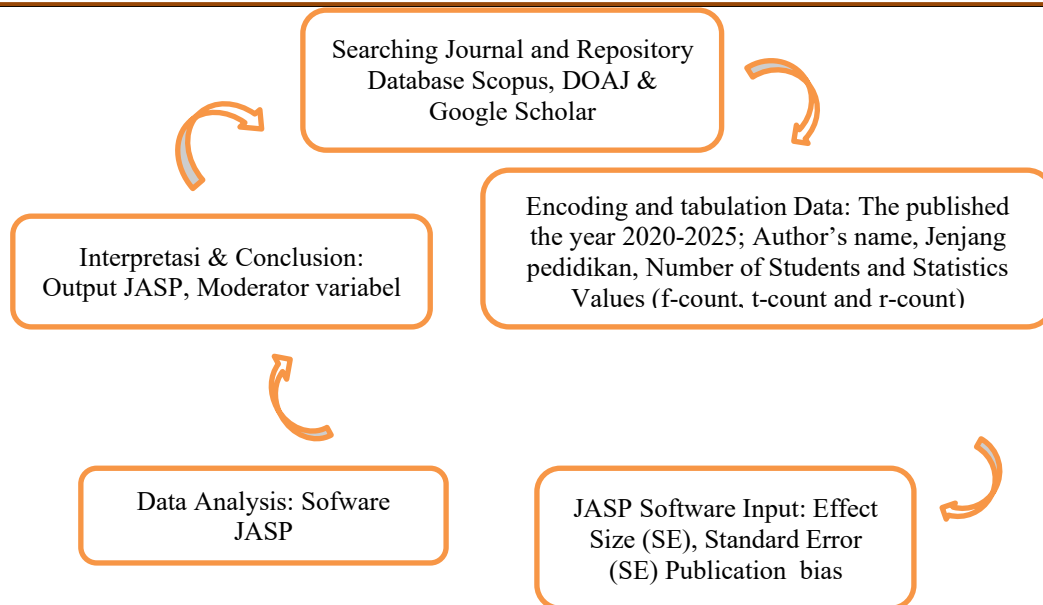 Searching Journal and Repository
Database Scopus, DOAJ &
Google Scholar
Encoding and tabulation Data: The published
the year 2020-2025; Author's name, Jenjang
pedidikan, Number of Students and Statistics
Values (f-count, t-count and r-count)
JASP Software Input: Effect
Size (SE), Standard Error
(SE) Publication bias
Data Analysis: Sofware
JASP
Interpretasi & Conclusion:
Output JASP, Moderator variabel